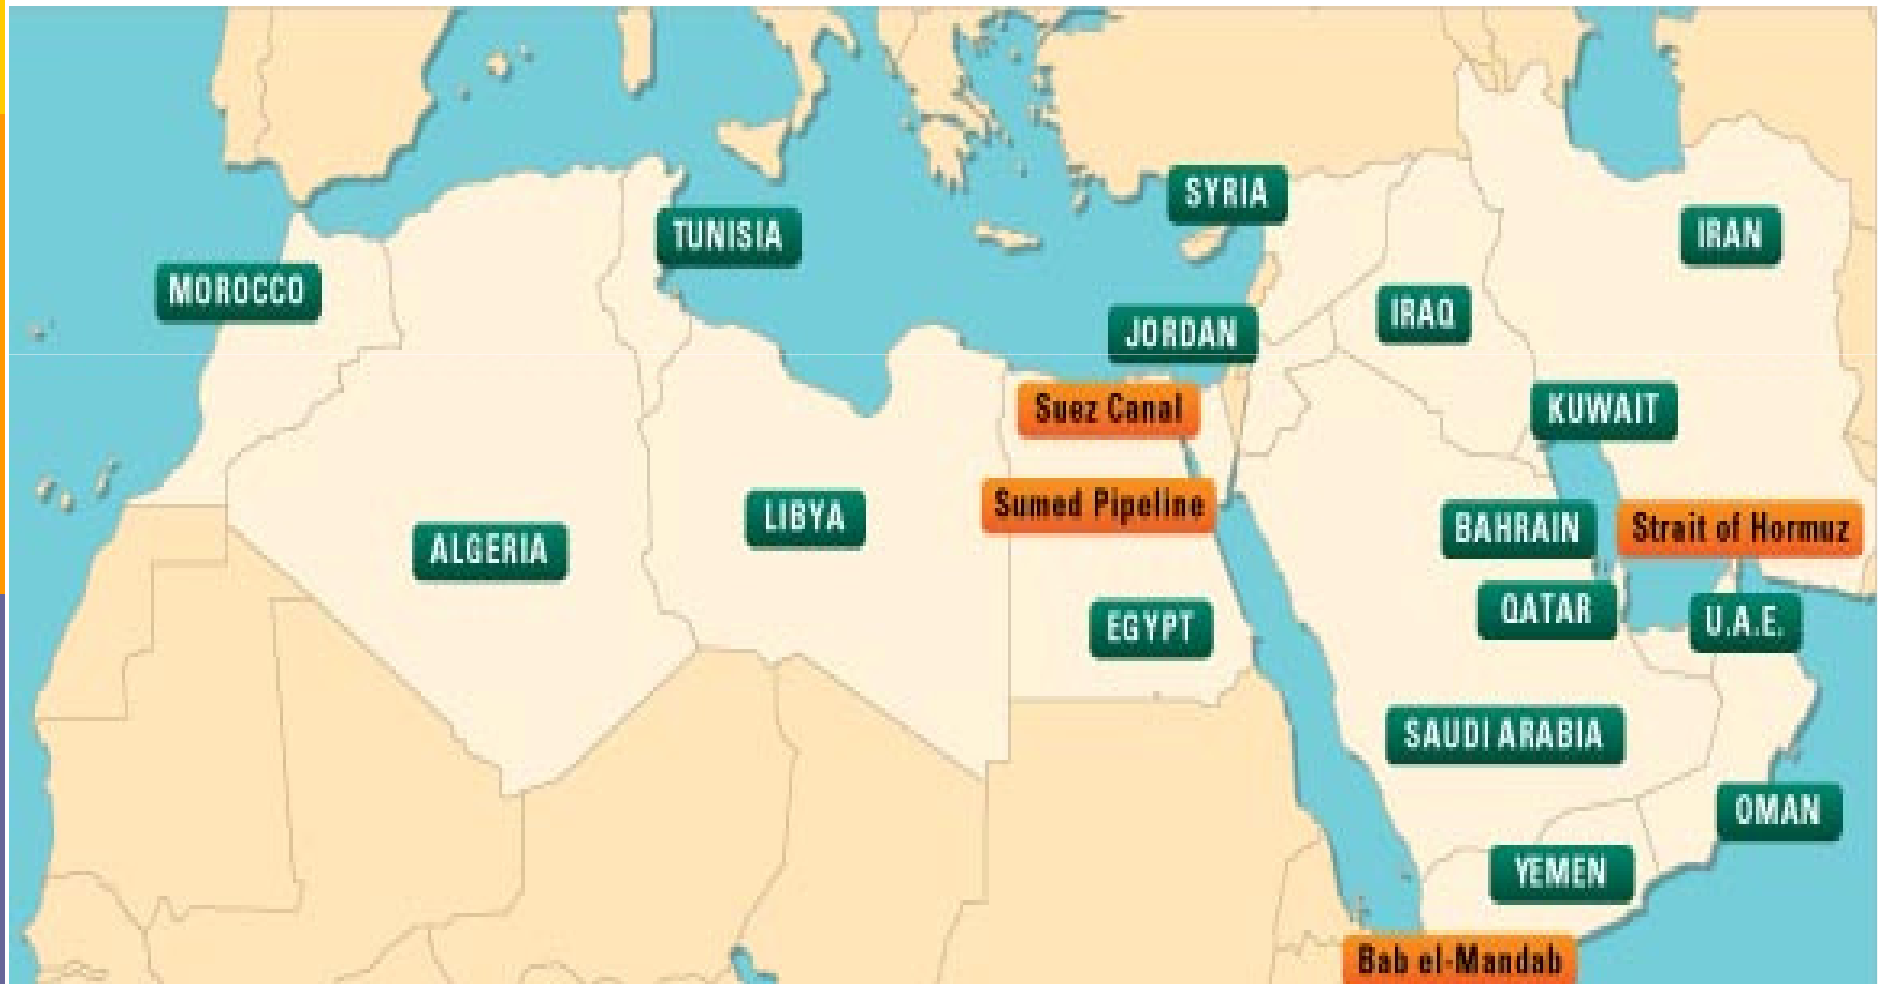 SYRIA
TUNISIA
IRAN
MOROCCO
IRAQ
JORDAN
Suez Canal
KUWAIT
Sumed Pipeline
LIBYA
BAHRAIN
Strait of Hormuz
ALGERIA
QATAR
U.A.E.
EGYPT
SAUDI ARABIA
OMAN
YEMEN
Bab el-Mandab